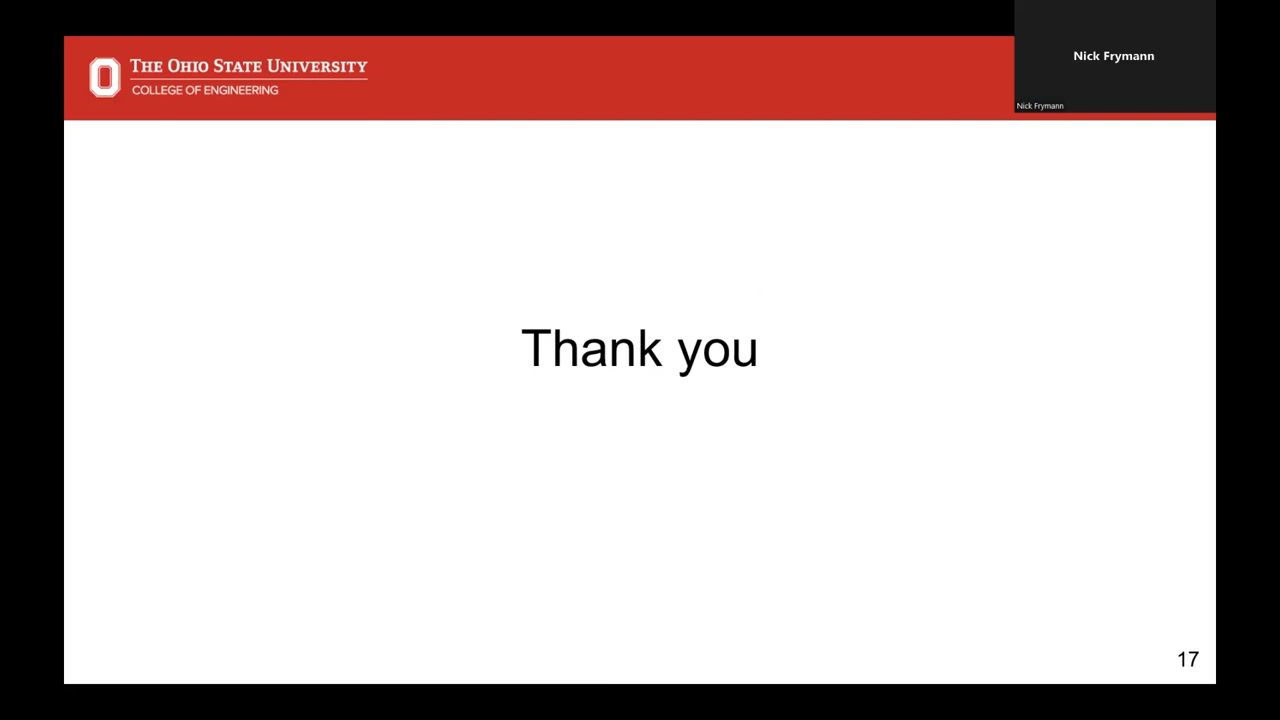 THE OHIO STATE UNIVERSITY
COLLEGE OF ENGINEERING
Nick Frymann
Nick Frymann
Thank you
17